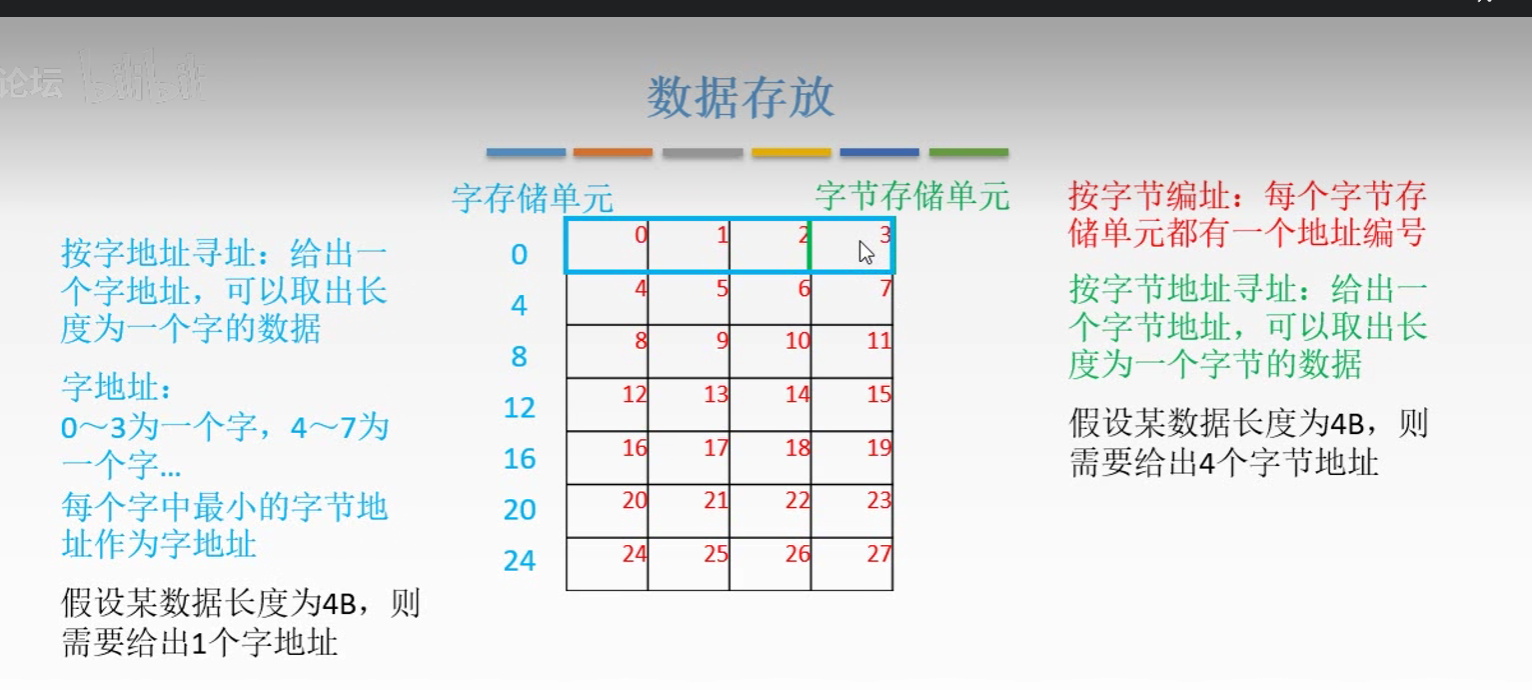 论坛 bilibili
数据存放
字存储单元
字节存储单元
按字地址寻址：给出一
个字地址，可以取出长
度为一个字的数据
字地址：
0～3为一个字，4～7为
一个字...
每个字中最小的字节地
址作为字地址
假设某数据长度为4B，则
需要给出1个字地址
0 0 1 2 3
4 4 5 6 7
8 8 9 10 11
12 12 13 14 15
16 16 17 18 19
20 20 21 22 23
24 24 25 26 27
按字节编址：每个字节存
储单元都有一个地址编号
按字节地址寻址：给出一
个字节地址，可以取出长
度为一个字节的数据
假设某数据长度为4B，则
需要给出4个字节地址